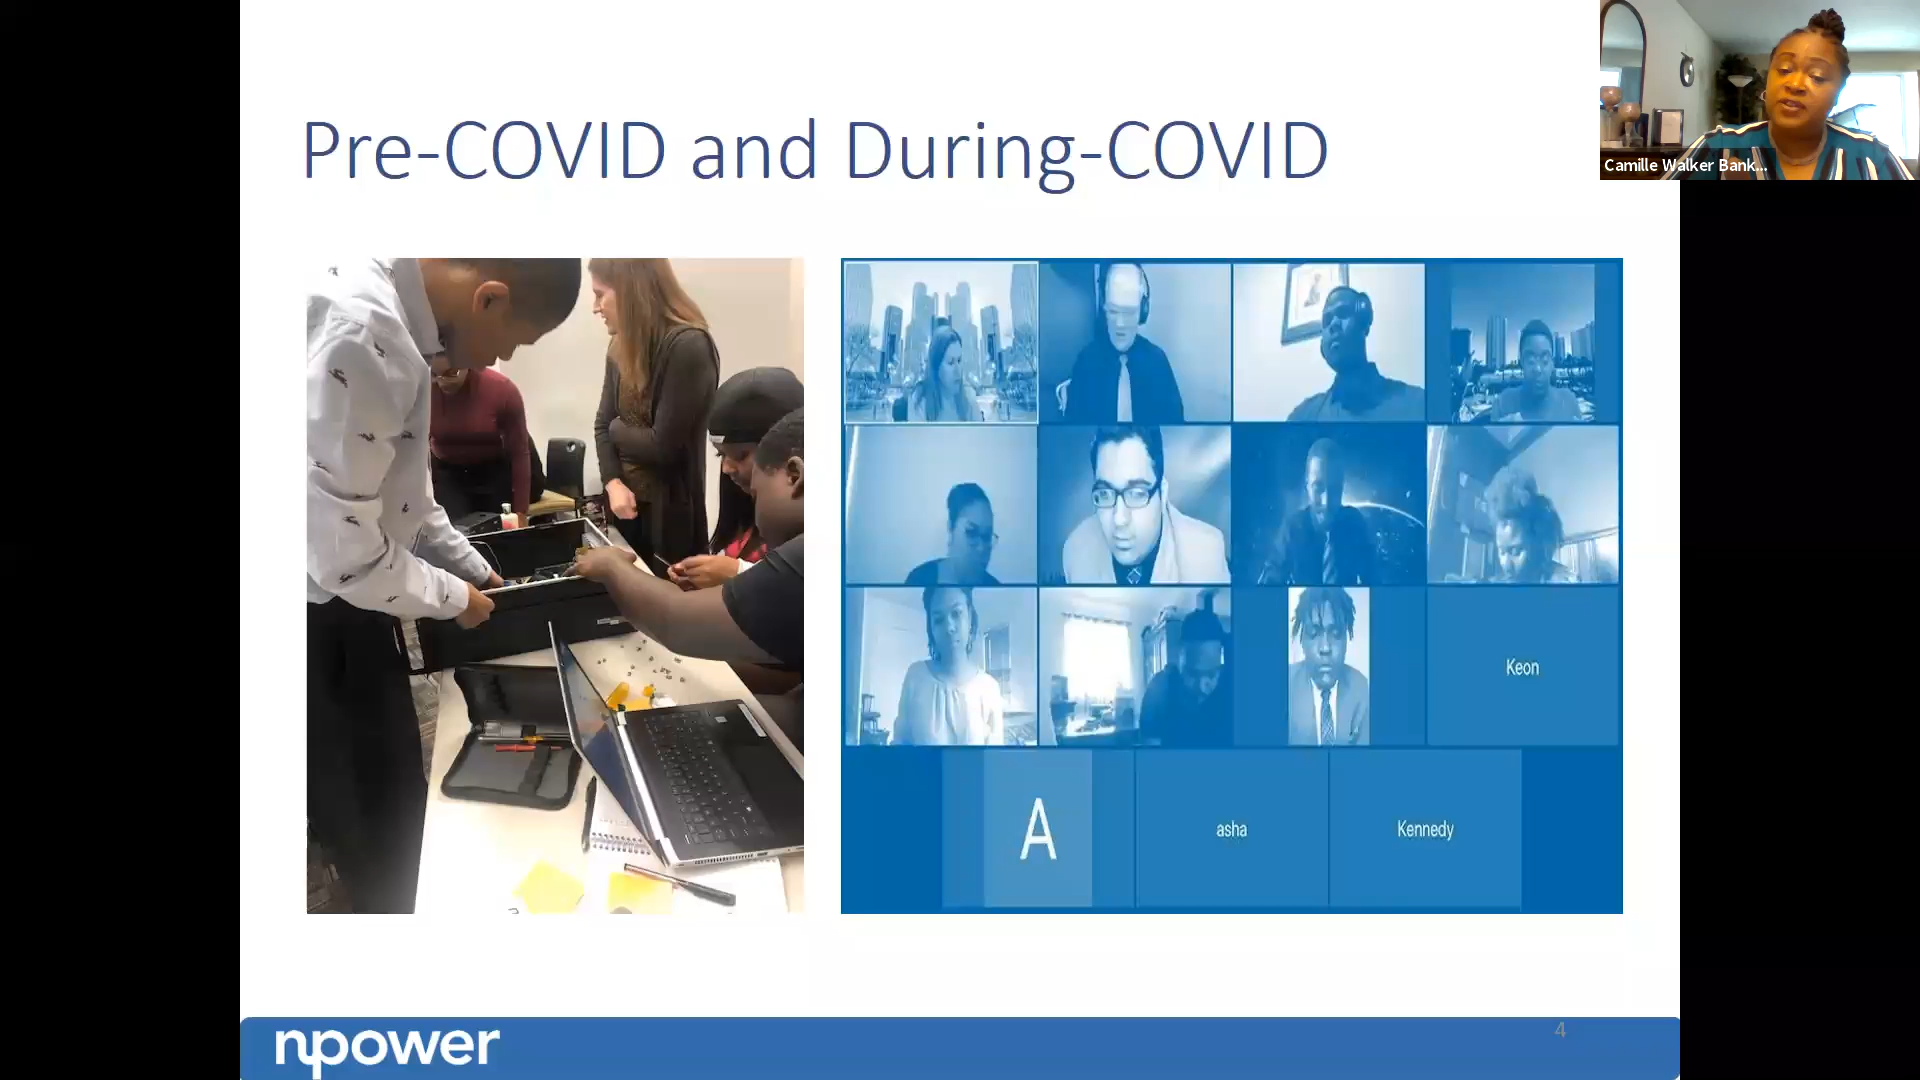 Pre-COVID and During-COVID
Camille Walker Bank...
Keon
A
asha
Kennedy
npower
4